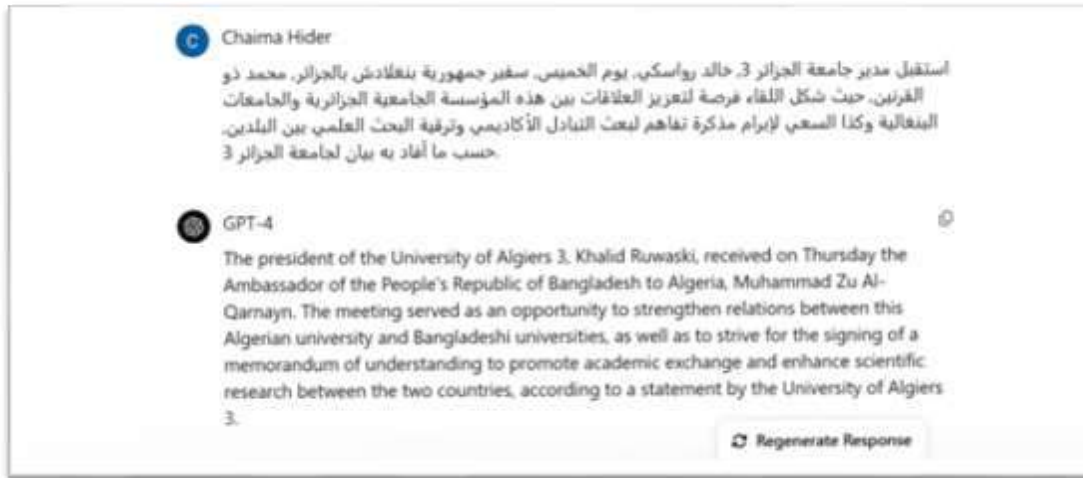 Chaima Hider
استقبل مدير جامعة الجزائر 3, خالد رواسكي, يوم الخميس, سفير جمهورية بنغلادش بالجزائر, محمد ذو
القرنين, حيث شكل اللقاء فرصة لتعزيز العلاقات بين هذه المؤسسة الجامعية الجزائرية والجامعات
البنغالية وكذا السعي لإبرام مذكرة تفاهم لبعث التبادل الأكاديمي وترقية البحث العلمي بين البلدين,
حسب ما أفاد به بيان لجامعة الجزائر 3.
GPT-4
The president of the University of Algiers 3, Khalid Ruwaski, received on Thursday the
Ambassador of the People's Republic of Bangladesh to Algeria, Muhammad Zu Al-
Qarnayn. The meeting served as an opportunity to strengthen relations between this
Algerian university and Bangladeshi universities, as well as to strive for the signing of a
memorandum of understanding to promote academic exchange and enhance scientific
research between the two countries, according to a statement by the University of Algiers
3.
Regenerate Response